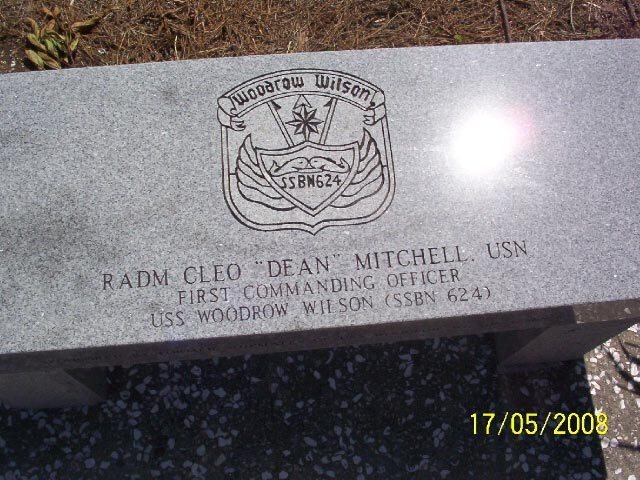 Woodrow Wilson
SSBN624
RADM CLEO "DEAN" MITCHELL, USN
FIRST COMMANDING OFFICER
USS WOODROW WILSON (SSBN 624)
17/05/2008